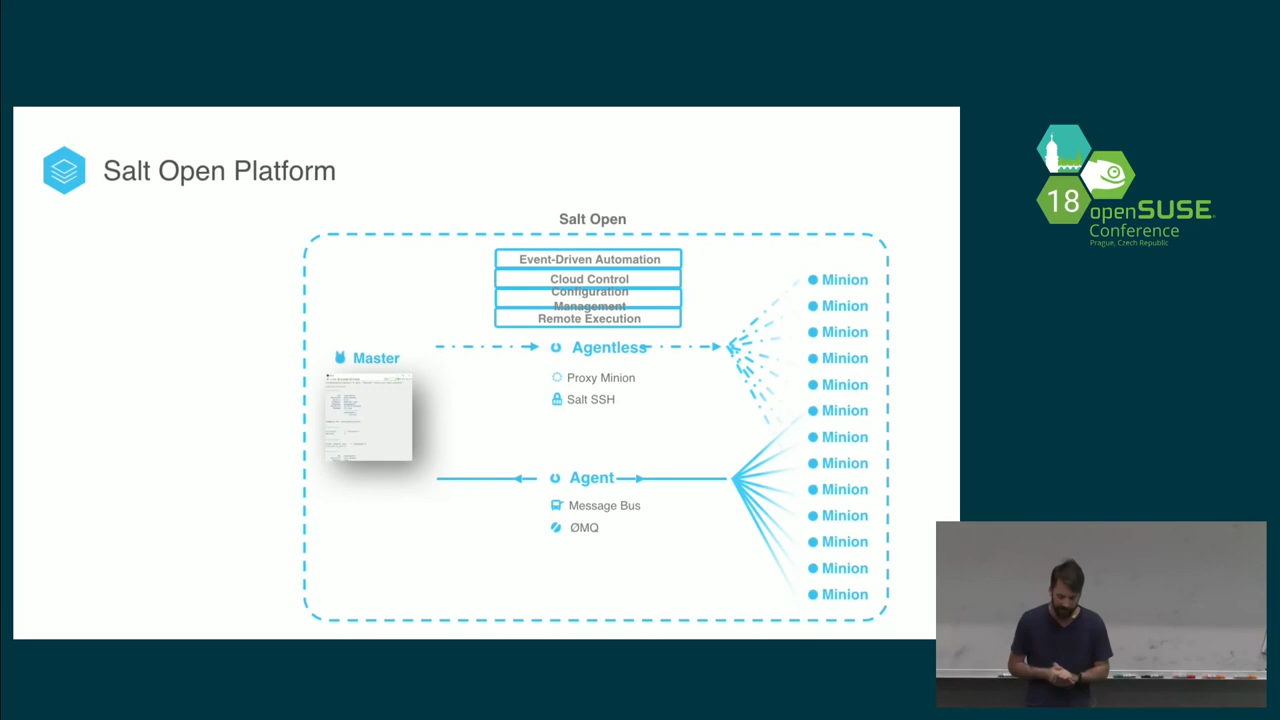 Salt Open Platform
Salt Open
Event-Driven Automation
Cloud Control
Configuration
Management
Remote Execution
Master
Agentless
Proxy Minion
Salt SSH
Agent
Message Bus
ØMQ
Minion
Minion
Minion
Minion
Minion
Minion
Minion
Minion
Minion
Minion
Minion
Minion
Minion
18
openSUSE
Conference
Prague, Czech Republic